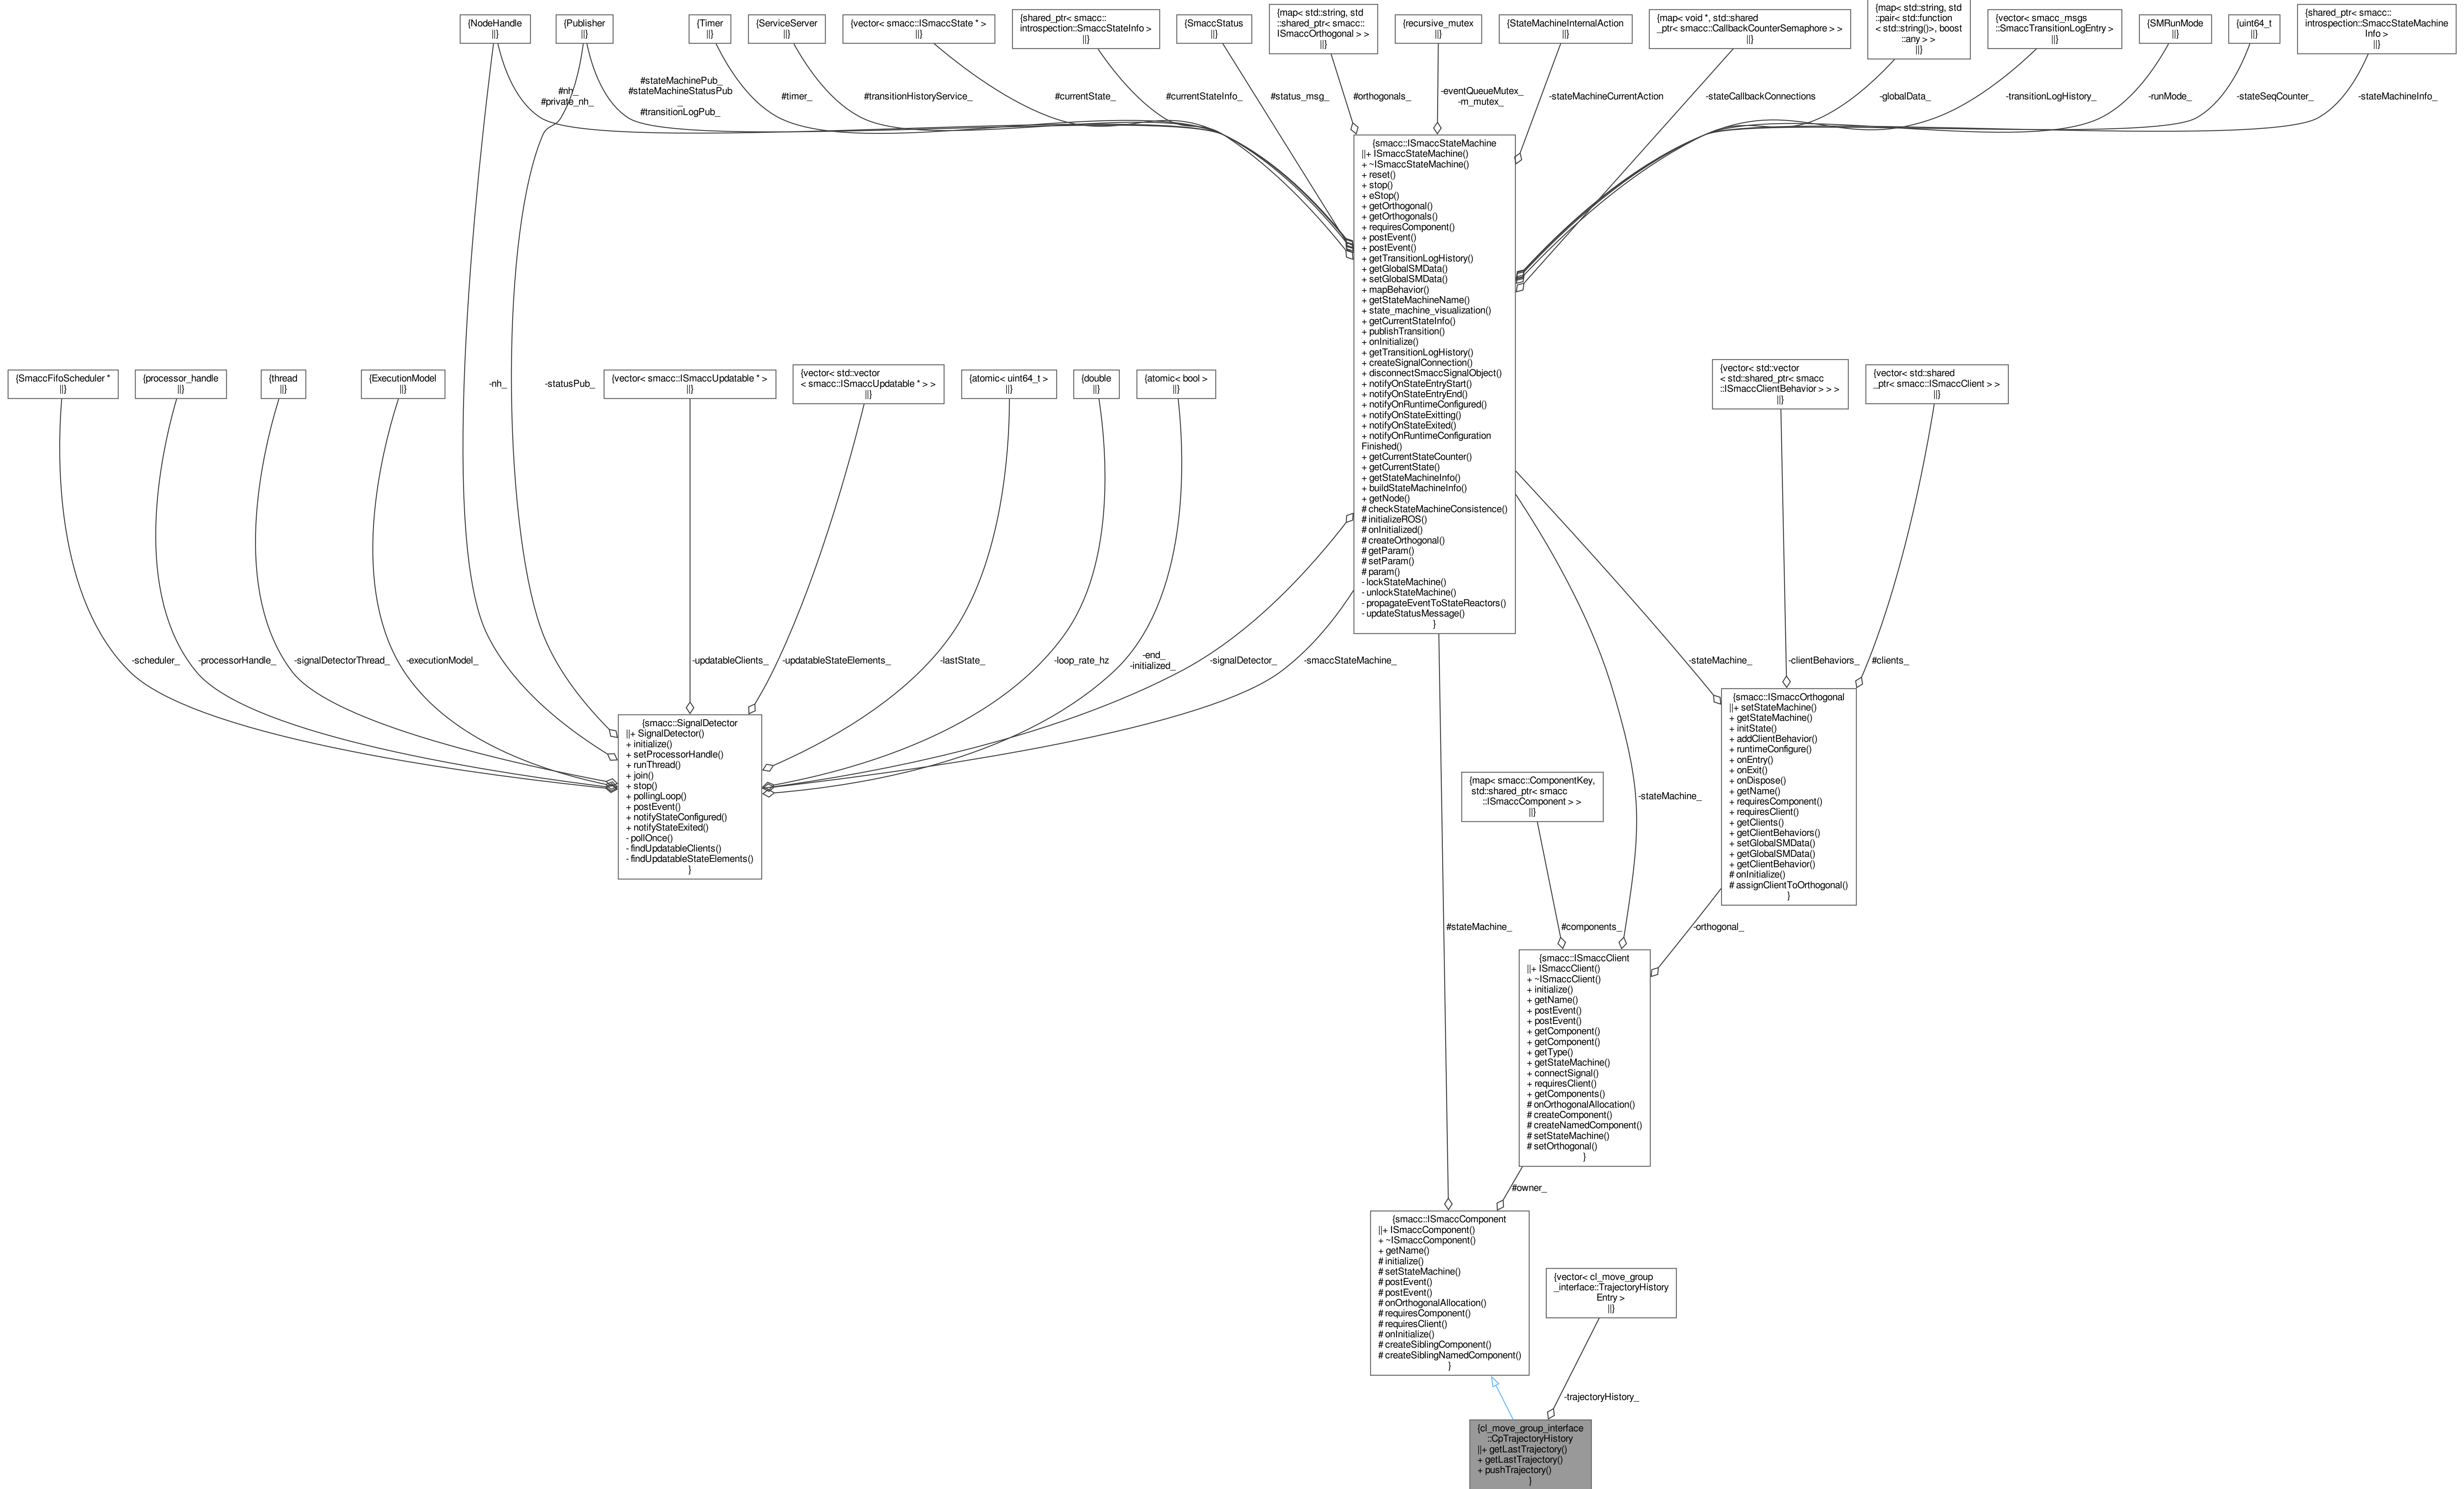 {NodeHandle
||}
{Publisher
||}
{Timer
||}
{ServiceServer
||}
{vector< smacc::ISmaccState * >
||}
{shared_ptr< smacc::
introspection::SmaccStateInfo >
||}
{SmaccStatus
||}
{map< std::string, std
::shared_ptr< smacc::
ISmaccOrthogonal > >
||}
{recursive_mutex
||}
{StateMachineInternalAction
||}
{map< void *, std::shared
_ptr< smacc::CallbackCounterSemaphore > >
||}
{map< std::string, std
::pair< std::function
< std::string()>, boost
::any > >
||}
{vector< smacc_msgs
::SmaccTransitionLogEntry >
||}
{SMRunMode
||}
{uint64_t
||}
{shared_ptr< smacc::
introspection::SmaccStateMachine
Info >
||}
#nh_
#private_nh_
#stateMachinePub_
#stateMachineStatusPub
_
#transitionLogPub_
#timer_
#transitionHistoryService_
#currentState_
#currentStateInfo_
#status_msg_
#orthogonals_
-eventQueueMutex_
-m_mutex_
-stateMachineCurrentAction
-stateCallbackConnections
-globalData_
-transitionLogHistory_
-runMode_
-stateSeqCounter_
-stateMachineInfo_
{smacc::ISmaccStateMachine
||+ ISmaccStateMachine()
+ ~ISmaccStateMachine()
+ reset()
+ stop()
+ eStop()
+ getOrthogonal()
+ getOrthogonals()
+ requiresComponent()
+ postEvent()
+ postEvent()
+ getTransitionLogHistory()
+ getGlobalSMData()
+ setGlobalSMData()
+ mapBehavior()
+ getStateMachineName()
+ state_machine_visualization()
+ getCurrentStateInfo()
+ publishTransition()
+ onInitialize()
+ getTransitionLogHistory()
+ createSignalConnection()
+ disconnectSmaccSignalObject()
+ notifyOnStateEntryStart()
+ notifyOnStateEntryEnd()
+ notifyOnRuntimeConfigured()
+ notifyOnStateExitting()
+ notifyOnStateExited()
+ notifyOnRuntimeConfiguration
Finished()
+ getCurrentStateCounter()
+ getCurrentState()
+ getStateMachineInfo()
+ buildStateMachineInfo()
+ getNode()
# checkStateMachineConsistence()
# initializeROS()
# onInitialized()
# createOrthogonal()
# getParam()
# setParam()
# param()
- lockStateMachine()
- unlockStateMachine()
- propagateEventToStateReactors()
- updateStatusMessage()
}
{SmaccFifoScheduler *
||}
{processor_handle
||}
{thread
||}
{ExecutionModel
||}
-nh_
-statusPub_
{vector< smacc::ISmaccUpdatable * >
||}
{vector< std::vector
< smacc::ISmaccUpdatable * > >
||}
{atomic< uint64_t >
||}
{double
||}
{atomic< bool >
||}
{vector< std::vector
< std::shared_ptr< smacc
::ISmaccClientBehavior > > >
||}
{vector< std::shared
_ptr< smacc::ISmaccClient > >
||}
-scheduler_
-processorHandle_
-signalDetectorThread_
-executionModel_
-updatableClients_
-updatableStateElements_
-lastState_
-loop_rate_hz
-end_
-initialized_
-signalDetector_
-smaccStateMachine_
-stateMachine_
-clientBehaviors_
#clients_
{smacc::SignalDetector
||+ SignalDetector()
+ initialize()
+ setProcessorHandle()
+ runThread()
+ join()
+ stop()
+ pollingLoop()
+ postEvent()
+ notifyStateConfigured()
+ notifyStateExited()
- pollOnce()
- findUpdatableClients()
- findUpdatableStateElements()
}
{smacc::ISmaccOrthogonal
||+ setStateMachine()
+ getStateMachine()
+ initState()
+ addClientBehavior()
+ runtimeConfigure()
+ onEntry()
+ onExit()
+ onDispose()
+ getName()
+ requiresComponent()
+ requiresClient()
+ getClients()
+ getClientBehaviors()
+ setGlobalSMData()
+ getGlobalSMData()
+ getClientBehavior()
# onInitialize()
# assignClientToOrthogonal()
}
{map< smacc::ComponentKey,
std::shared_ptr< smacc
::ISmaccComponent > >
||}
-stateMachine_
#stateMachine_
#components_
-orthogonal_
{smacc::ISmaccClient
||+ ISmaccClient()
+ ~ISmaccClient()
+ initialize()
+ getName()
+ postEvent()
+ postEvent()
+ getComponent()
+ getComponent()
+ getType()
+ getStateMachine()
+ connectSignal()
+ requiresClient()
+ getComponents()
# onOrthogonalAllocation()
# createComponent()
# createNamedComponent()
# setStateMachine()
# setOrthogonal()
}
#owner_
{smacc::ISmaccComponent
||+ ISmaccComponent()
+ ~ISmaccComponent()
+ getName()
# initialize()
# setStateMachine()
# postEvent()
# postEvent()
# onOrthogonalAllocation()
# requiresComponent()
# requiresClient()
# onInitialize()
# createSiblingComponent()
# createSiblingNamedComponent()
}
{vector< cl_move_group
_interface::TrajectoryHistory
Entry >
||}
-trajectoryHistory_
{cl_move_group_interface
::CpTrajectoryHistory
||+ getLastTrajectory()
+ getLastTrajectory()
+ pushTrajectory()
}